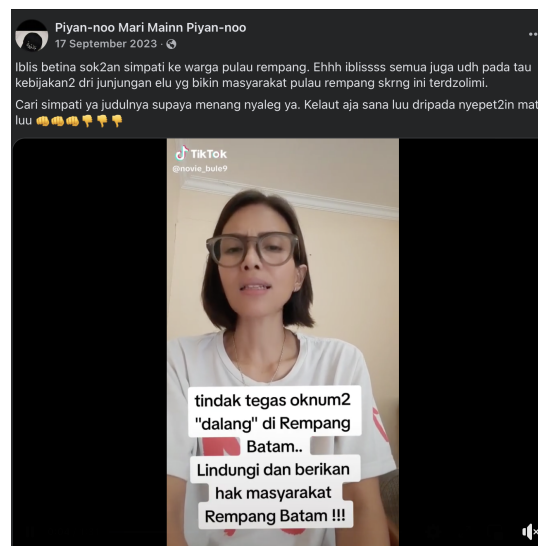 Piyan-noo Mari Mainn Piyan-noo
17 September 2023 ·
Iblis betina sok2an simpati ke warga pulau rempang. Ehhh iblissss semua juga udh pada tau
kebijakan2 dri junjungan elu yg bikin masyarakat pulau rempang skrng ini terdzolimi.
Cari simpati ya judulnya supaya menang nyaleg ya. Kelaut aja sana luu dripada nyepet2in mat
luu 👊👊👊👎👎👎
TikTok
@novie_bule9
tindak tegas oknum2
"dalang" di Rempang
Batam..
Lindungi dan berikan
hak masyarakat
Rempang Batam !!!